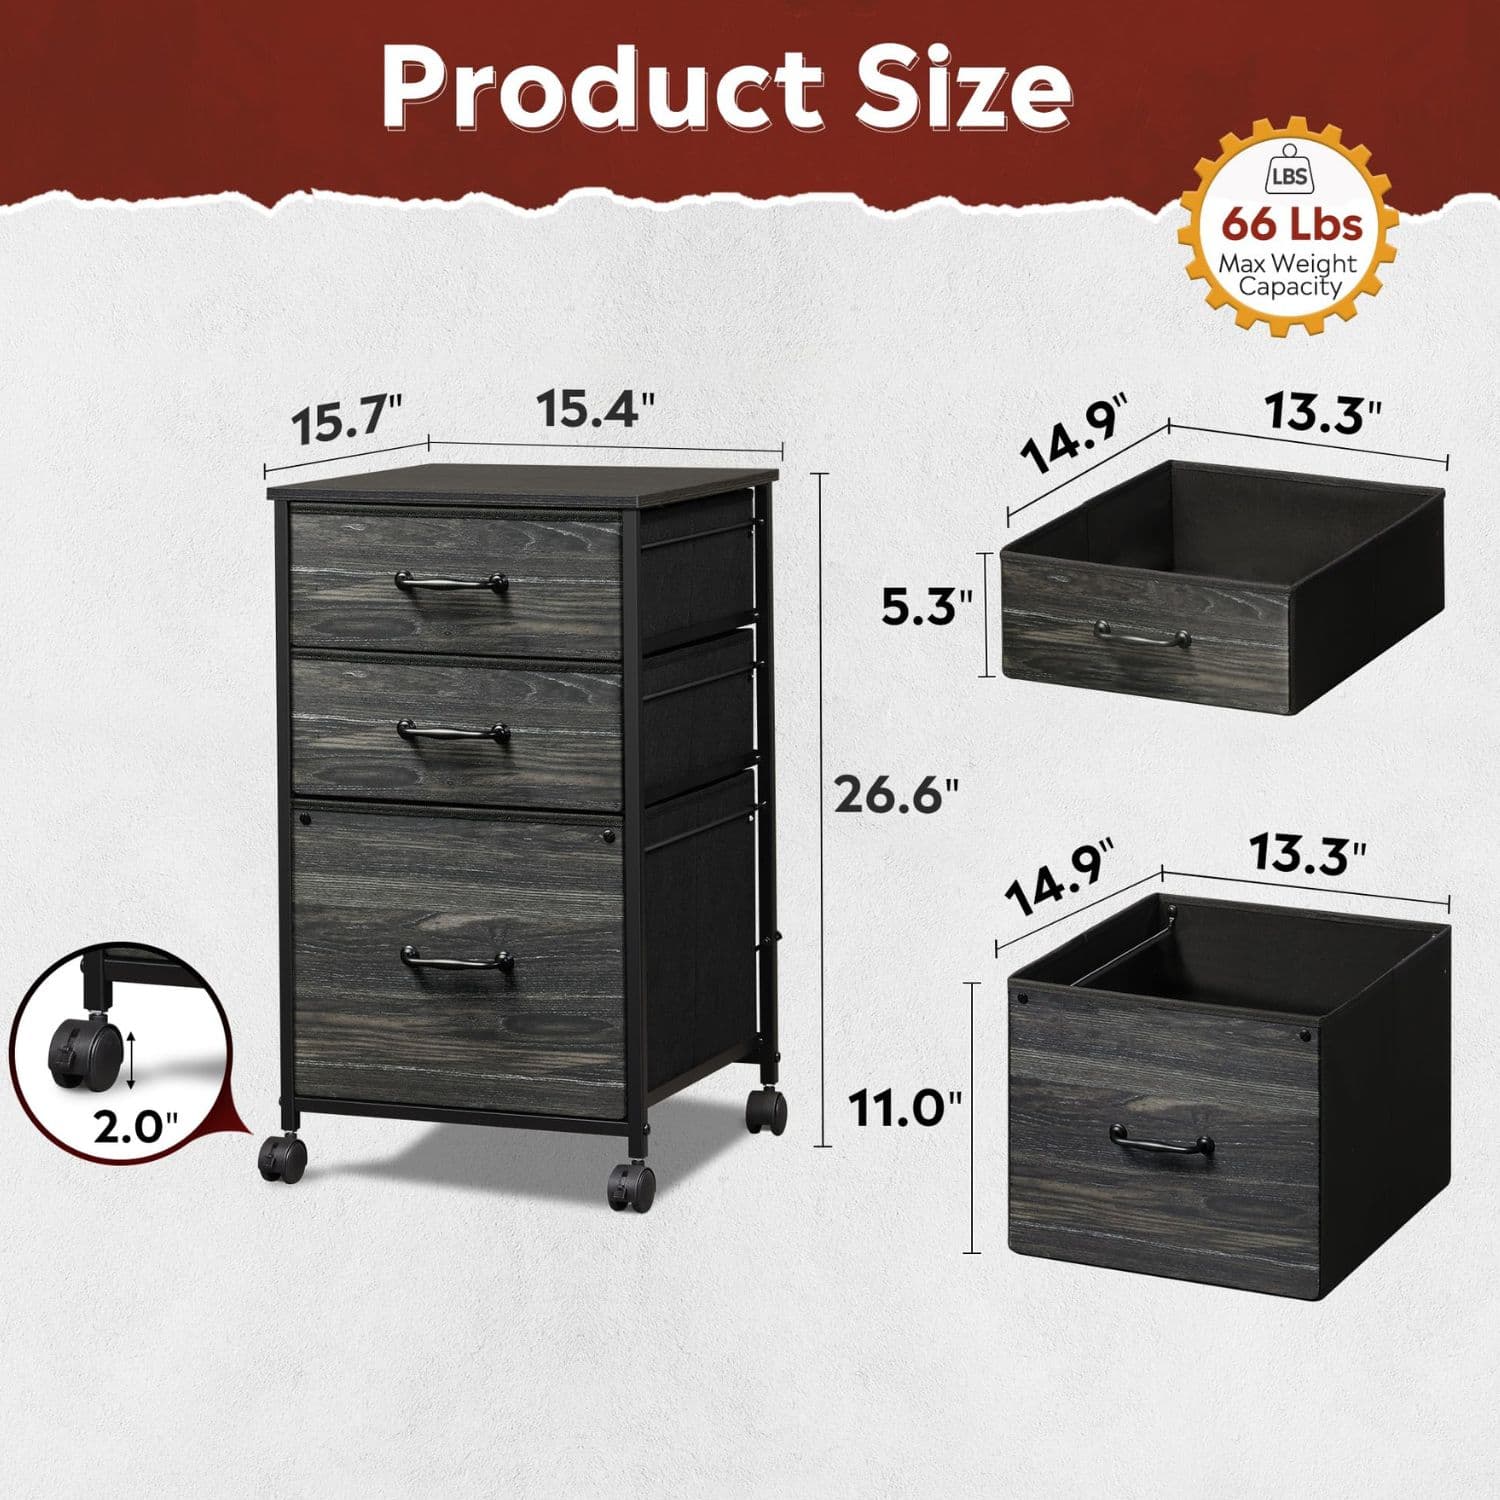 Product Size
LBS
66 Lbs
Max Weight
Capacity
15.7"
15.4"
26.6"
2.0"
14.9"
13.3"
5.3"
14.9"
13.3"
11.0"